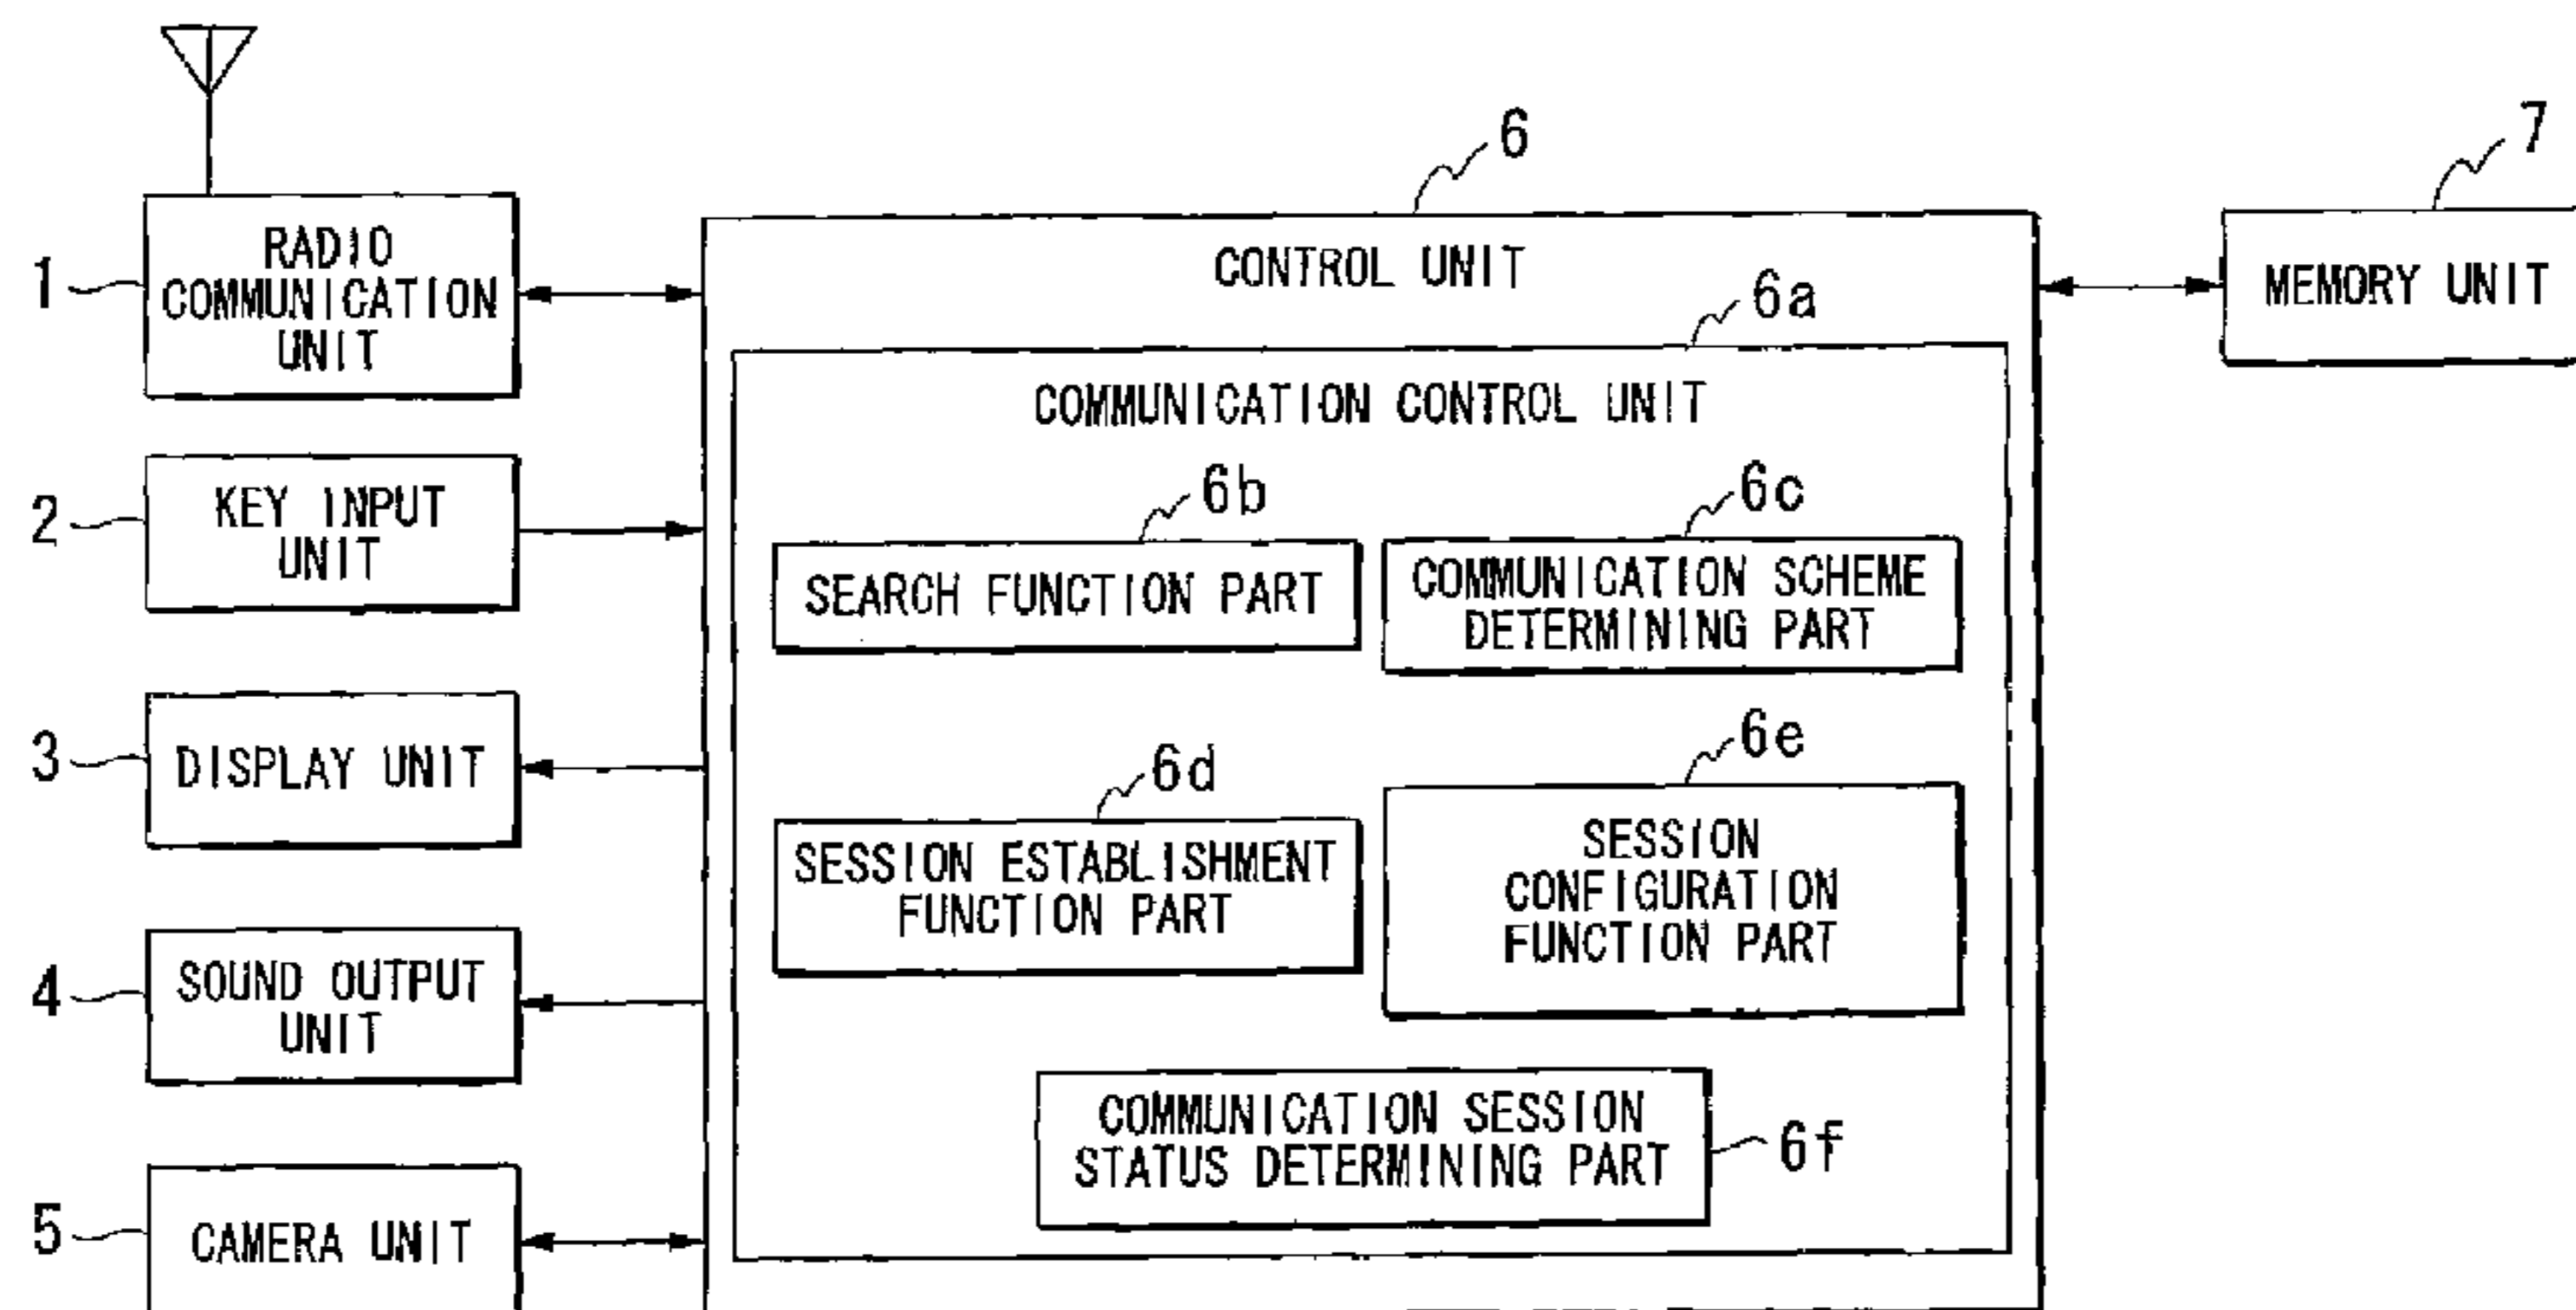 6
7
1
RADIO
COMMUNICATION
UNIT
CONTROL UNIT
MEMORY UNIT
6a
COMMUNICATION CONTROL UNIT
2
KEY INPUT
UNIT
6b
SEARCH FUNCTION PART
6c
COMMUNICATION SCHEME
DETERMINING PART
3
DISPLAY UNIT
6d
SESSION ESTABLISHMENT
FUNCTION PART
6e
SESSION
CONFIGURATION
FUNCTION PART
4
SOUND OUTPUT
UNIT
COMMUNICATION SESSION
STATUS DETERMINING PART
6f
5
CAMERA UNIT